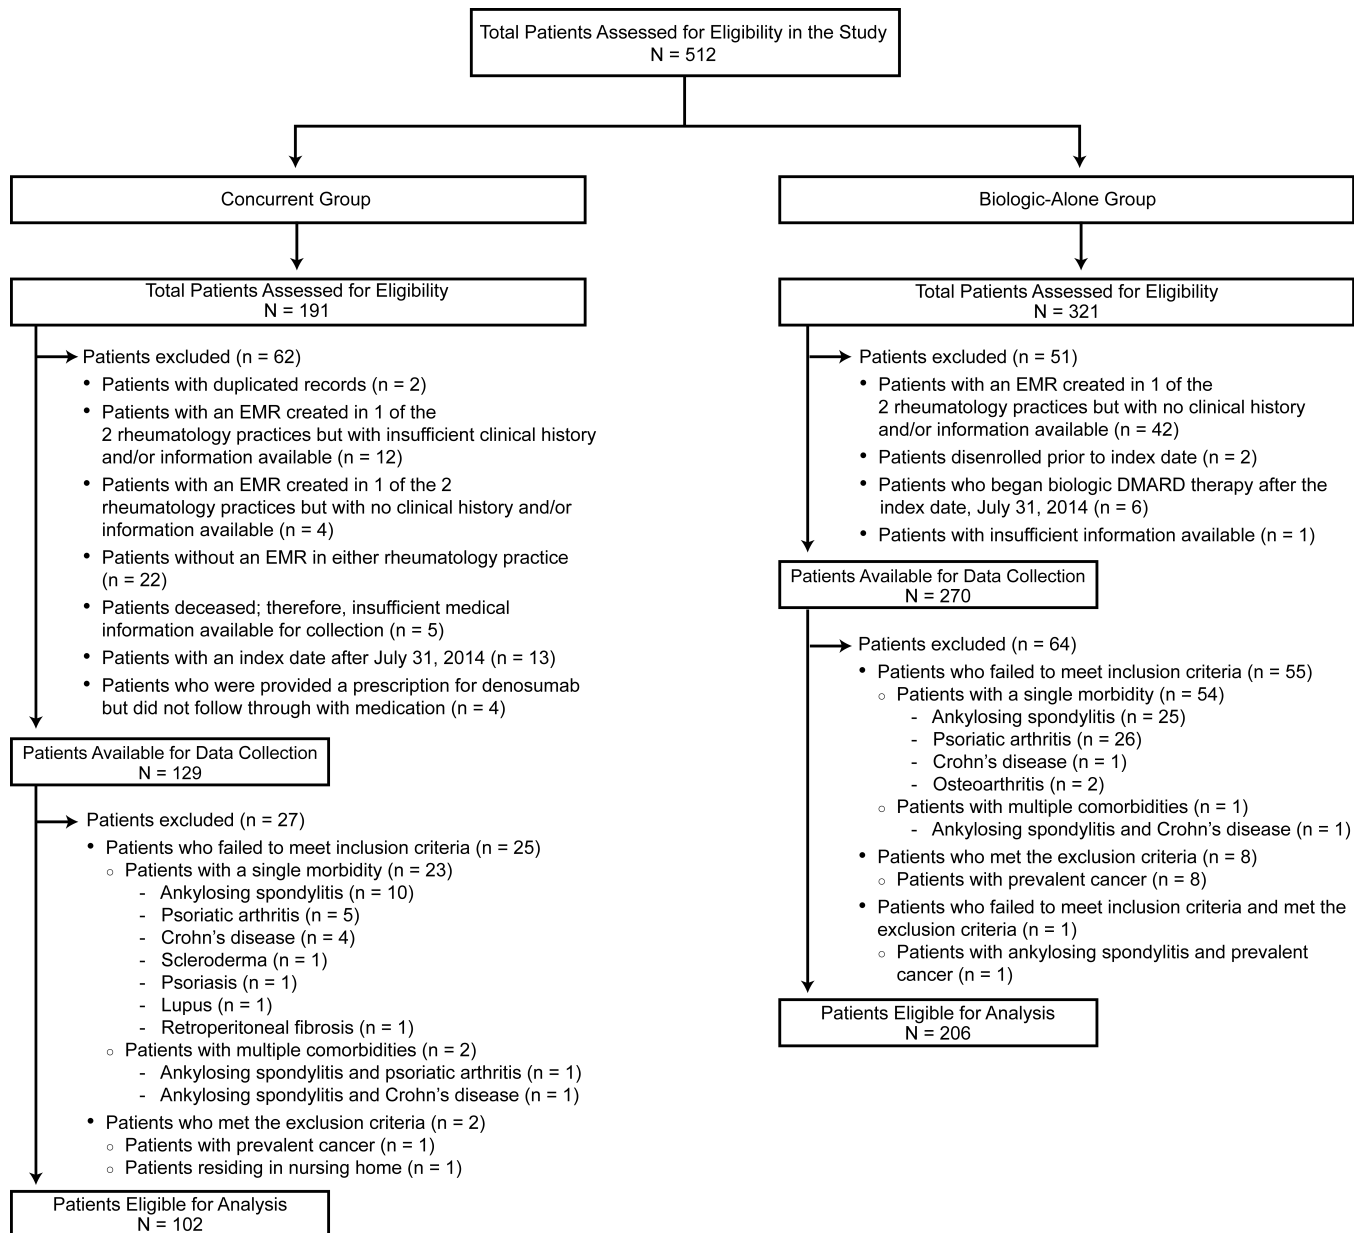 Total Patients Assessed for Eligibility in the Study
N = 512
Concurrent Group
Total Patients Assessed for Eligibility
N = 191
Patients excluded (n = 62)
• Patients with duplicated records (n = 2)
• Patients with an EMR created in 1 of the
2 rheumatology practices but with insufficient clinical history
and/or information available (n = 12)
• Patients with an EMR created in 1 of the 2
rheumatology practices but with no clinical history and/or
information available (n = 4)
• Patients without an EMR in either rheumatology practice
(n = 22)
• Patients deceased; therefore, insufficient medical
information available for collection (n = 5)
• Patients with an index date after July 31, 2014 (n = 13)
• Patients who were provided a prescription for denosumab
but did not follow through with medication (n = 4)
Patients Available for Data Collection
N = 129
Patients excluded (n = 27)
• Patients who failed to meet inclusion criteria (n = 25)
○ Patients with a single morbidity (n = 23)
- Ankylosing spondylitis (n = 10)
- Psoriatic arthritis (n = 5)
- Crohn’s disease (n = 4)
- Scleroderma (n = 1)
- Psoriasis (n = 1)
- Lupus (n = 1)
- Retroperitoneal fibrosis (n = 1)
○ Patients with multiple comorbidities (n = 2)
- Ankylosing spondylitis and psoriatic arthritis (n = 1)
- Ankylosing spondylitis and Crohn’s disease (n = 1)
• Patients who met the exclusion criteria (n = 2)
○ Patients with prevalent cancer (n = 1)
○ Patients residing in nursing home (n = 1)
Patients Eligible for Analysis
N = 102
Biologic-Alone Group
Total Patients Assessed for Eligibility
N = 321
Patients excluded (n = 51)
• Patients with an EMR created in 1 of the
2 rheumatology practices but with no clinical history
and/or information available (n = 42)
• Patients disenrolled prior to index date (n = 2)
• Patients who began biologic DMARD therapy after the
index date, July 31, 2014 (n = 6)
• Patients with insufficient information available (n = 1)
Patients Available for Data Collection
N = 270
Patients excluded (n = 64)
• Patients who failed to meet inclusion criteria (n = 55)
○ Patients with a single morbidity (n = 54)
- Ankylosing spondylitis (n = 25)
- Psoriatic arthritis (n = 26)
- Crohn’s disease (n = 1)
- Osteoarthritis (n = 2)
○ Patients with multiple comorbidities (n = 1)
- Ankylosing spondylitis and Crohn’s disease (n = 1)
• Patients who met the exclusion criteria (n = 8)
○ Patients with prevalent cancer (n = 8)
• Patients who failed to meet inclusion criteria and met the
exclusion criteria (n = 1)
○ Patients with ankylosing spondylitis and prevalent
cancer (n = 1)
Patients Eligible for Analysis
N = 206